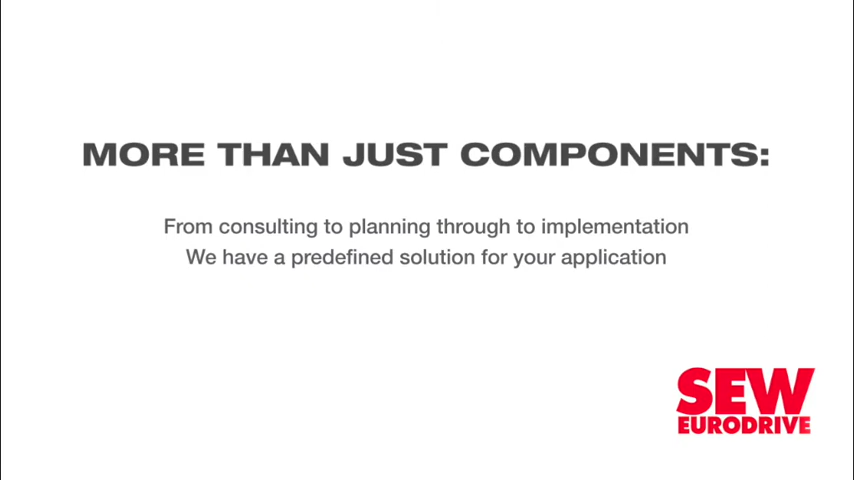 MORE THAN JUST COMPONENTS:
From consulting to planning through to implementation
We have a predefined solution for your application
SEW
EURODRIVE